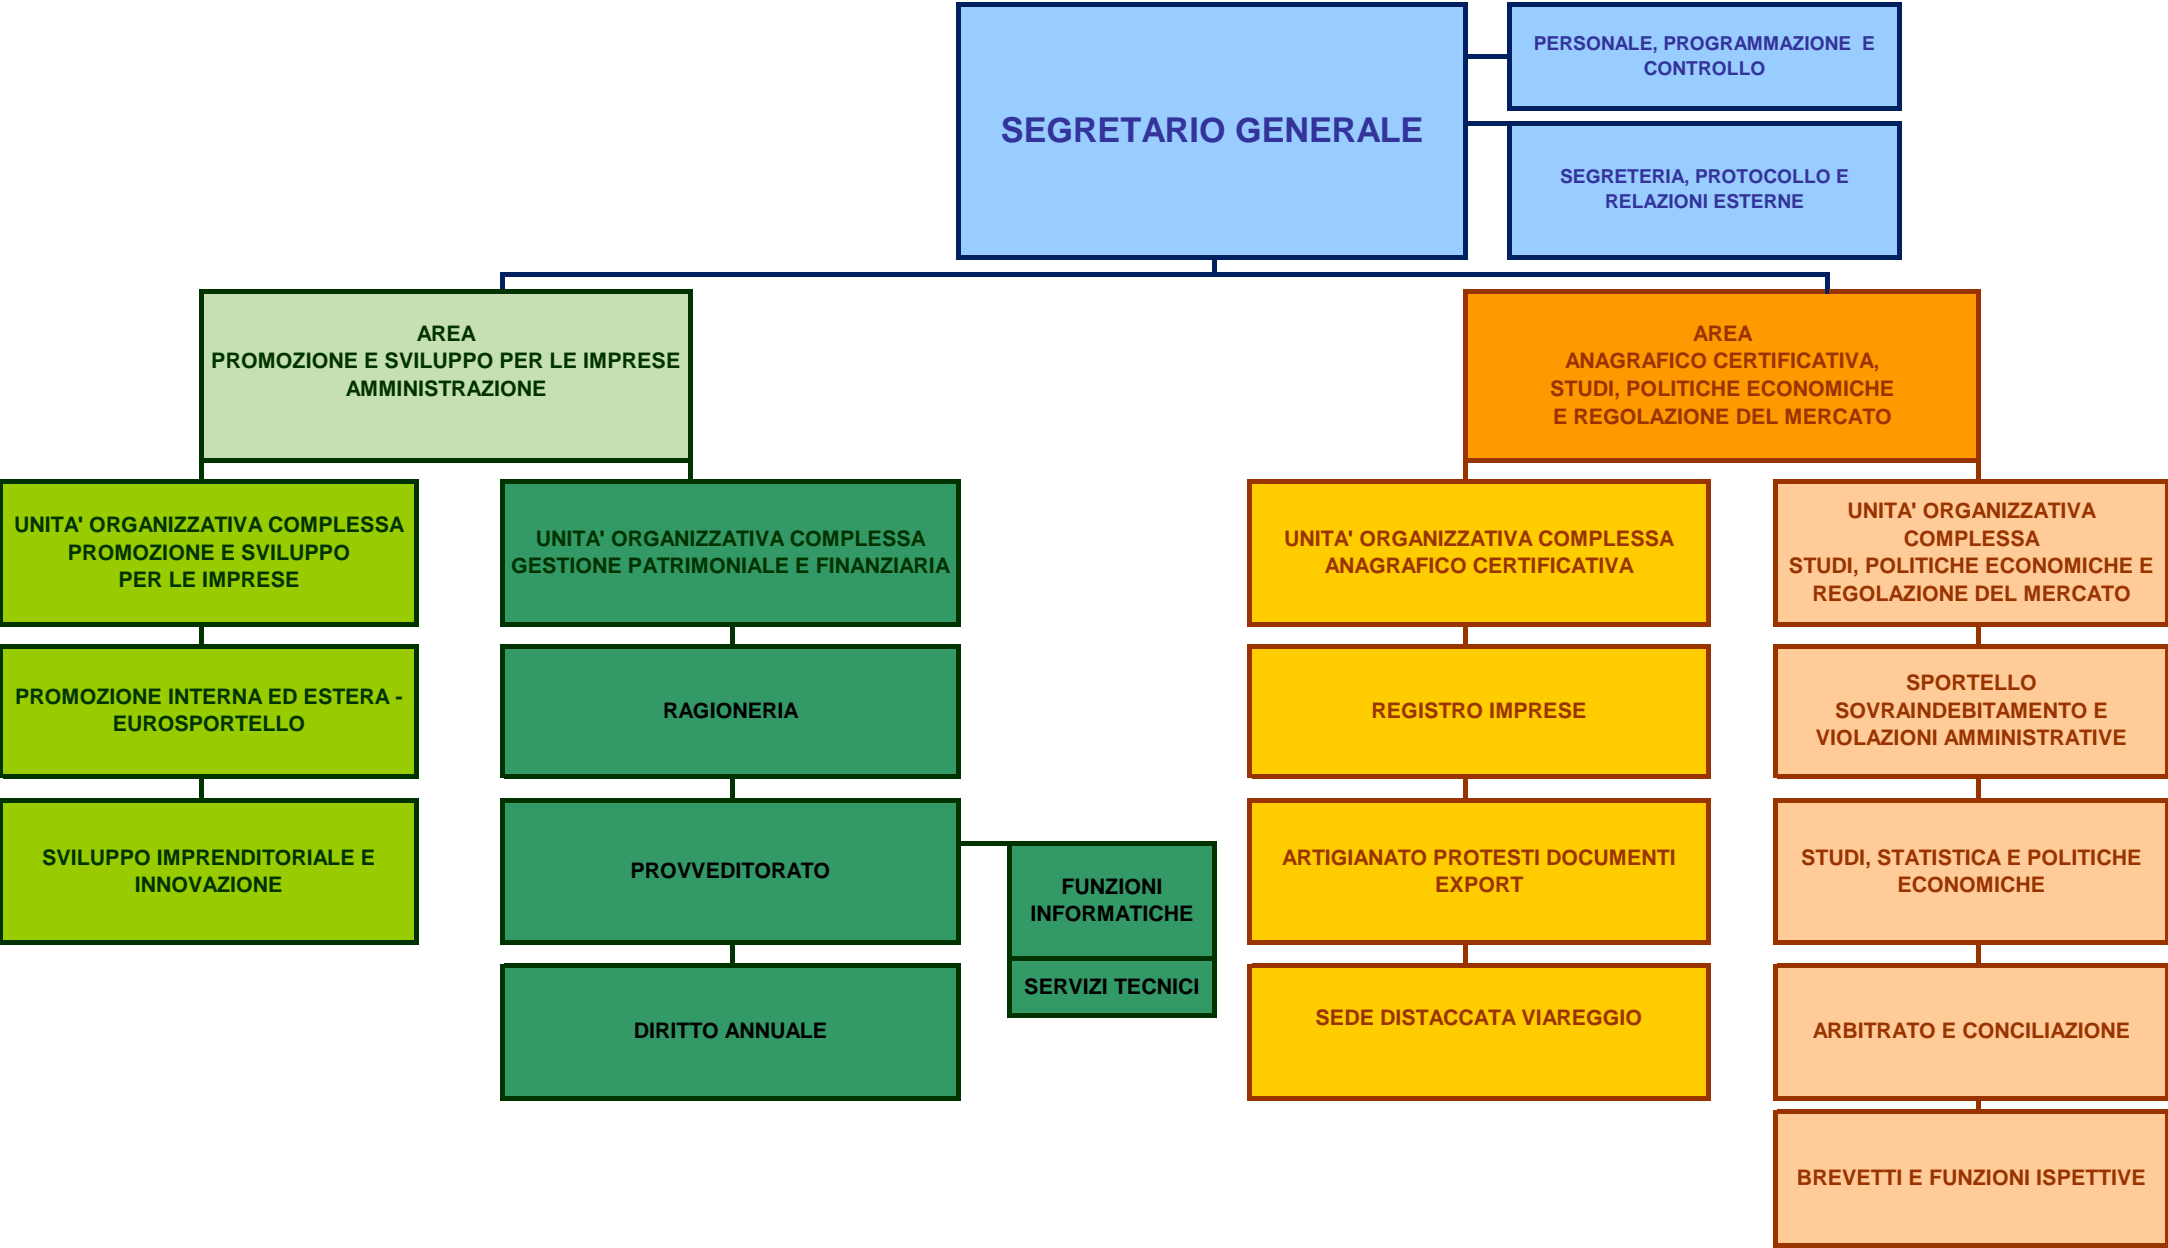 SEGRETARIO GENERALE
PERSONALE, PROGRAMMAZIONE E
CONTROLLO
SEGRETERIA, PROTOCOLLO E
RELAZIONI ESTERNE
AREA
PROMOZIONE E SVILUPPO PER LE IMPRESE
AMMINISTRAZIONE
AREA
ANAGRAFICO CERTIFICATIVA,
STUDI, POLITICHE ECONOMICHE
E REGOLAZIONE DEL MERCATO
UNITA' ORGANIZZATIVA COMPLESSA
PROMOZIONE E SVILUPPO
PER LE IMPRESE
UNITA' ORGANIZZATIVA COMPLESSA
GESTIONE PATRIMONIALE E FINANZIARIA
UNITA' ORGANIZZATIVA COMPLESSA
ANAGRAFICO CERTIFICATIVA
UNITA' ORGANIZZATIVA
COMPLESSA
STUDI, POLITICHE ECONOMICHE E
REGOLAZIONE DEL MERCATO
PROMOZIONE INTERNA ED ESTERA -
EUROSPORTELLO
RAGIONERIA
REGISTRO IMPRESE
SPORTELLO
SOVRAINDEBITAMENTO E
VIOLAZIONI AMMINISTRATIVE
SVILUPPO IMPRENDITORIALE E
INNOVAZIONE
PROVVEDITORATO
FUNZIONI
INFORMATICHE
SERVIZI TECNICI
ARTIGIANATO PROTESTI DOCUMENTI
EXPORT
STUDI, STATISTICA E POLITICHE
ECONOMICHE
DIRITTO ANNUALE
SEDE DISTACCATA VIAREGGIO
ARBITRATO E CONCILIAZIONE
BREVETTI E FUNZIONI ISPETTIVE